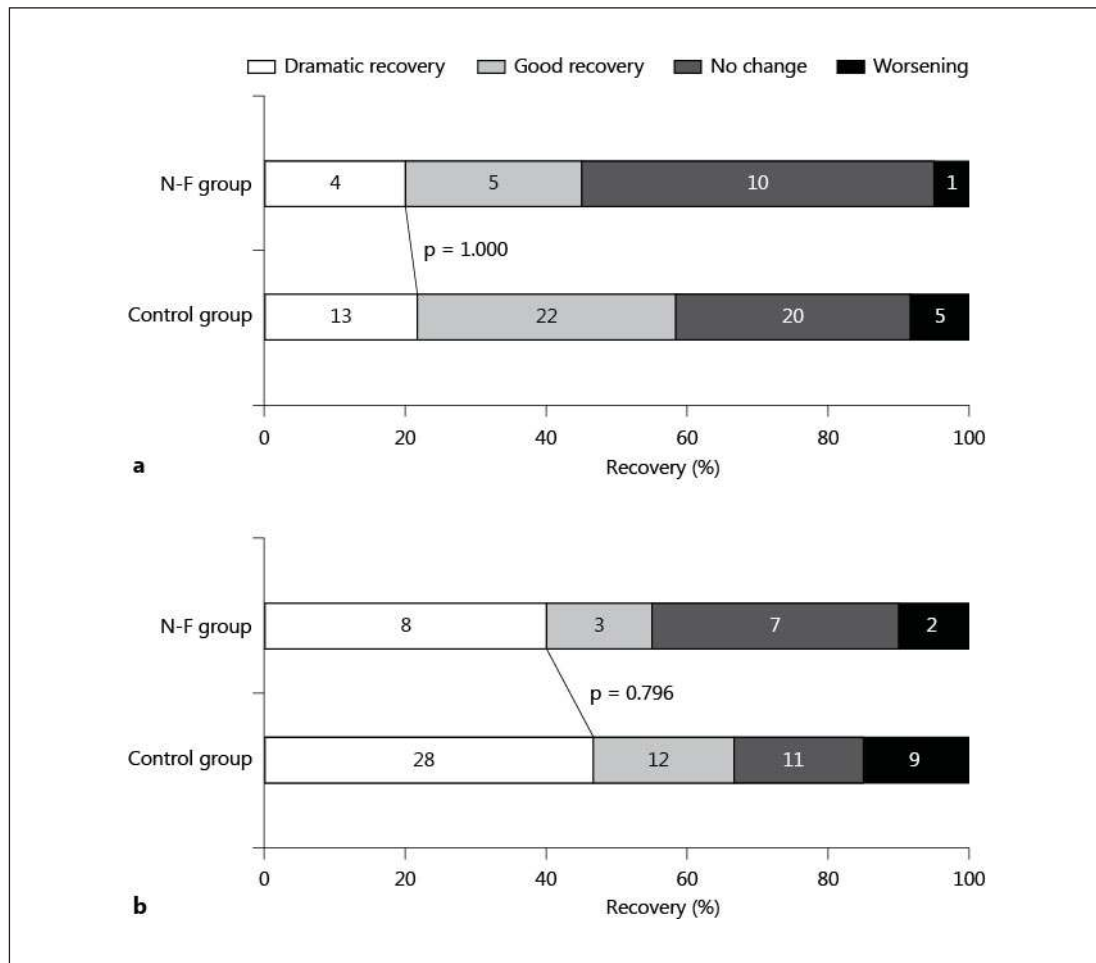 Dramatic recovery Good recovery No change Worsening
N-F group 4 5 10 1
p = 1.000
Control group 13 22 20 5
0 20 40 60 80 100
a Recovery (%)
N-F group 8 3 7 2
p = 0.796
Control group 28 12 11 9
0 20 40 60 80 100
b Recovery (%)